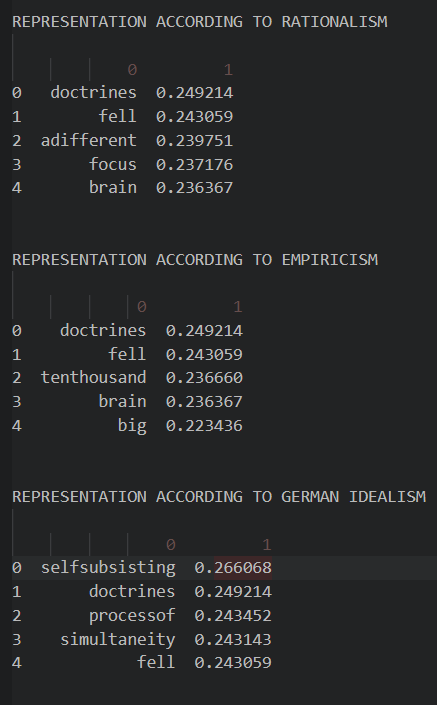 REPRESENTATION ACCORDING TO RATIONALISM
0 1
0 doctrines 0.249214
1 fell 0.243059
2 adifferent 0.239751
3 focus 0.237176
4 brain 0.236367
REPRESENTATION ACCORDING TO EMPIRICISM
0 1
0 doctrines 0.249214
1 fell 0.243059
2 tenthousand 0.236660
3 brain 0.236367
4 big 0.223436
REPRESENTATION ACCORDING TO GERMAN IDEALISM
0 1
0 selfsubsisting 0.266068
1 doctrines 0.249214
2 processof 0.243452
3 simultaneity 0.243143
4 fell 0.243059